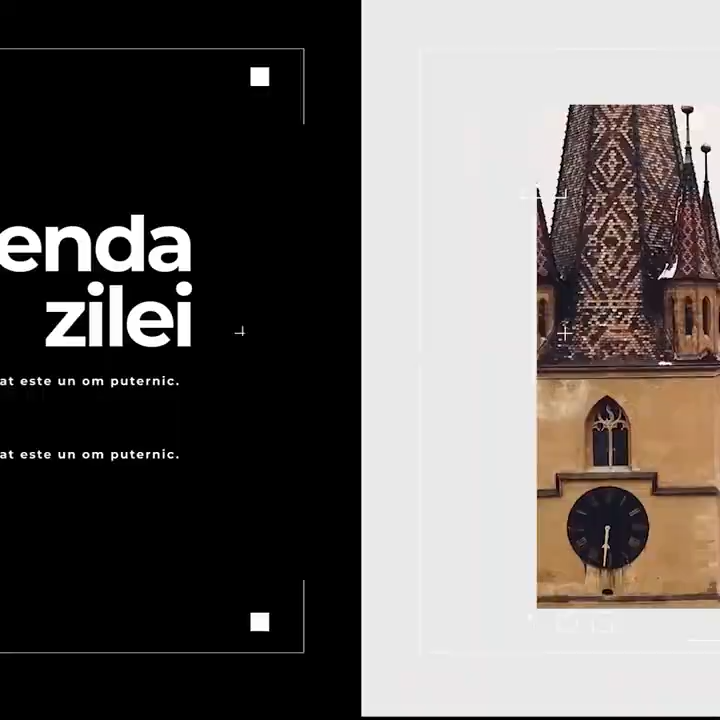 enda
zilei
at este un om puternic.
at este un om puternic.